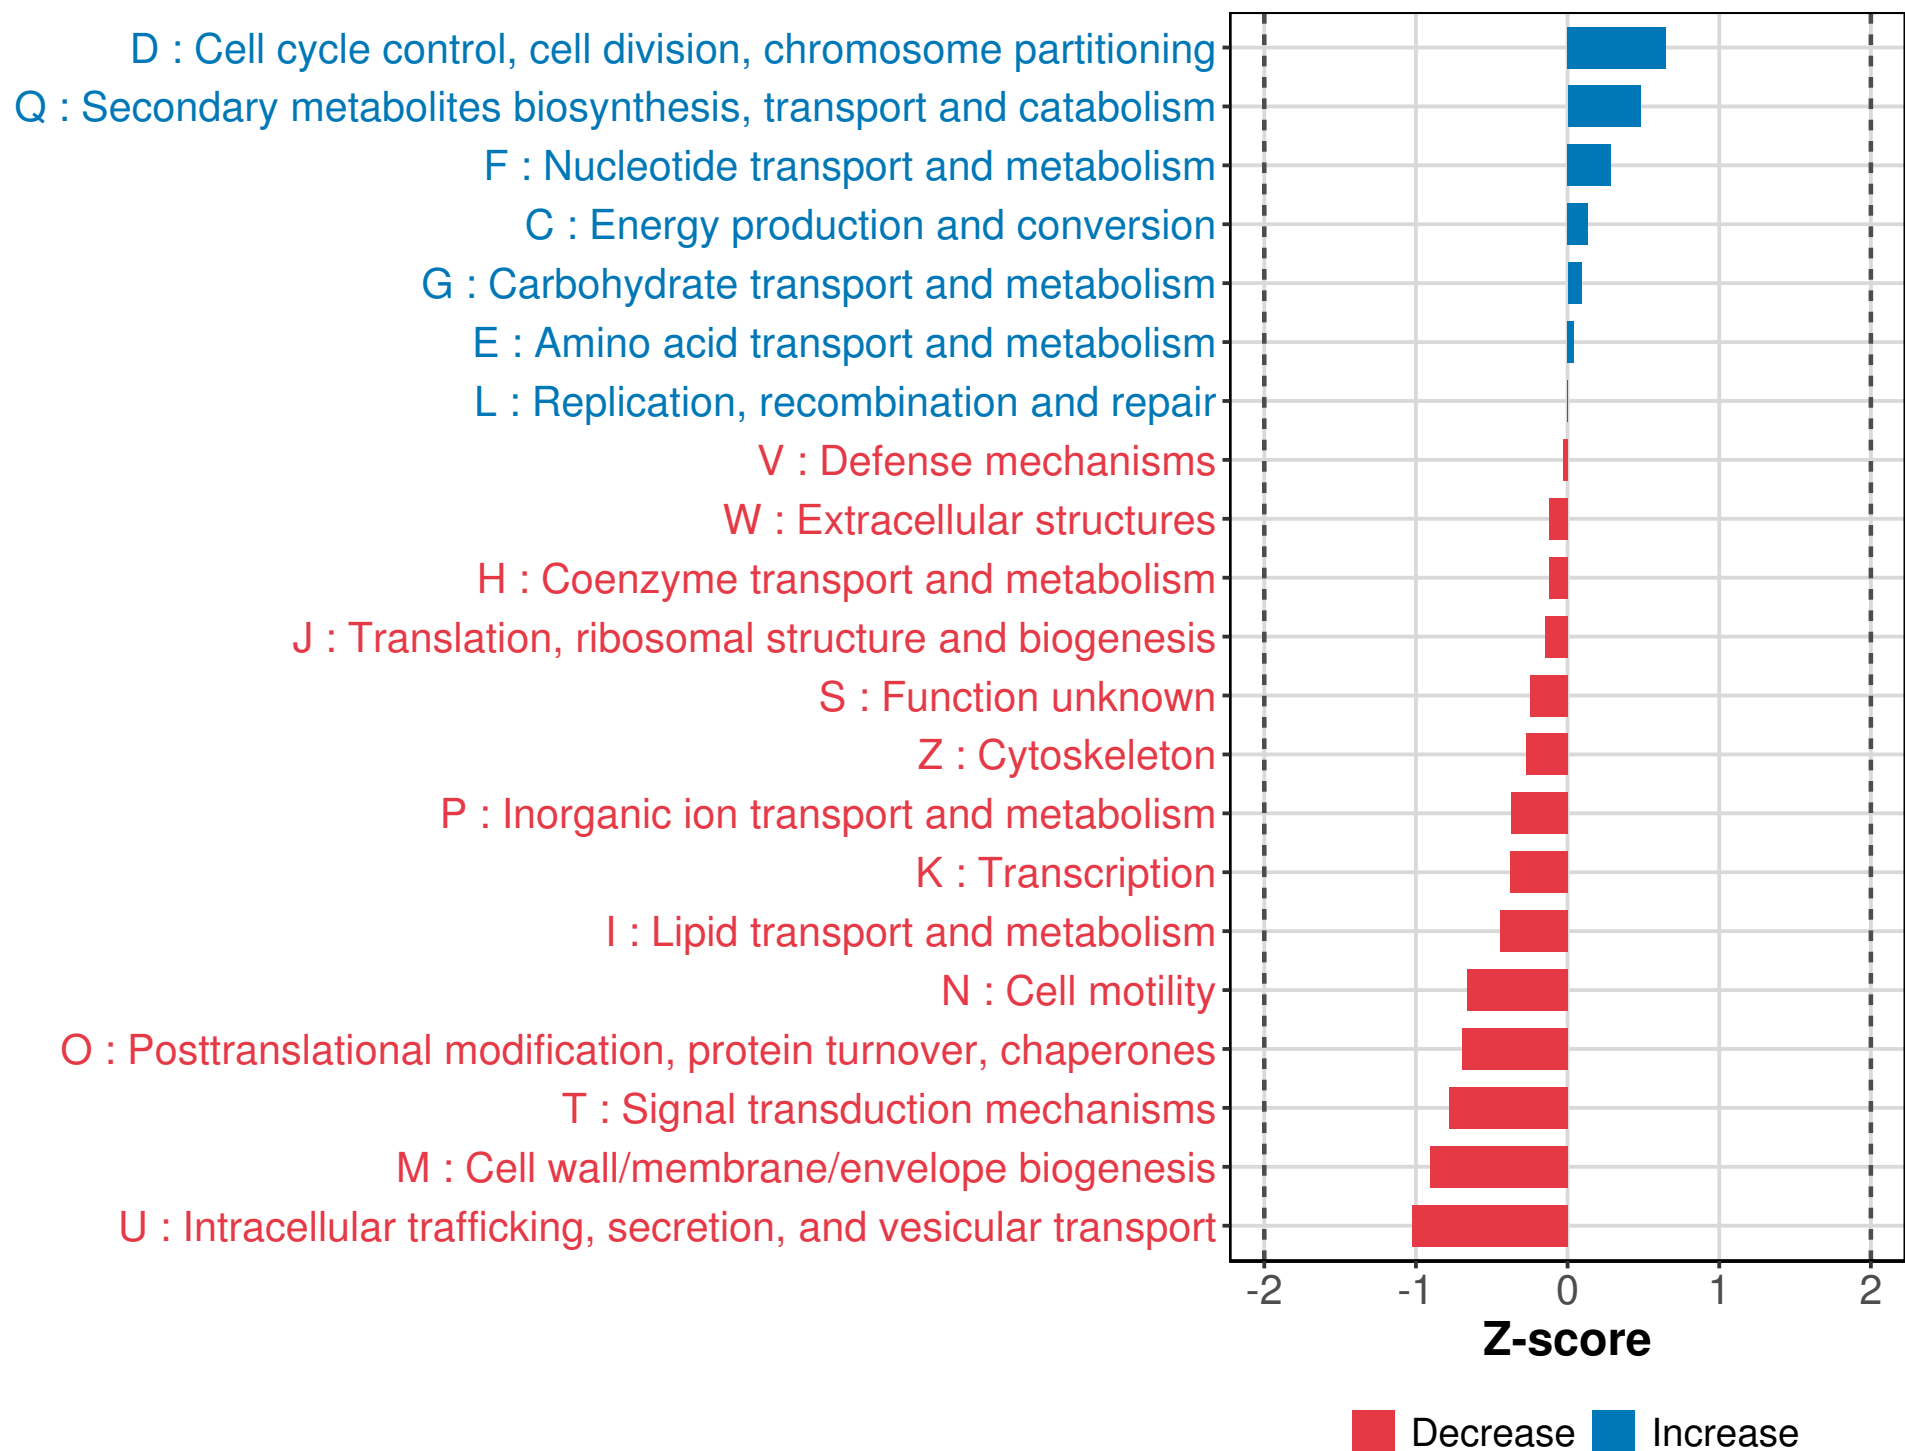 D : Cell cycle control, cell division, chromosome partitioning
Q : Secondary metabolites biosynthesis, transport and catabolism
F : Nucleotide transport and metabolism
C : Energy production and conversion
G : Carbohydrate transport and metabolism
E : Amino acid transport and metabolism
L : Replication, recombination and repair
V : Defense mechanisms
W : Extracellular structures
H : Coenzyme transport and metabolism
J : Translation, ribosomal structure and biogenesis
S : Function unknown
Z : Cytoskeleton
P : Inorganic ion transport and metabolism
K : Transcription
I : Lipid transport and metabolism
N : Cell motility
O : Posttranslational modification, protein turnover, chaperones
T : Signal transduction mechanisms
M : Cell wall/membrane/envelope biogenesis
U : Intracellular trafficking, secretion, and vesicular transport
-2 -1 0 1 2
Z-score
Decrease Increase